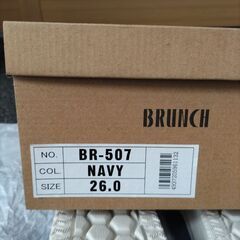 BRUNCH
NO. BR-507
COL. NAVY
SIZE 26.0